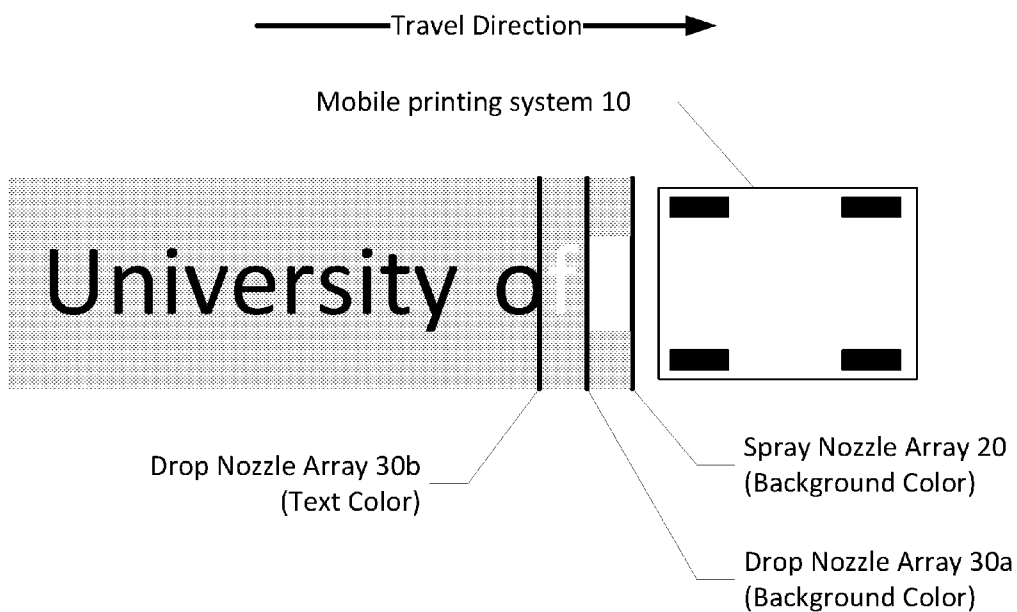 Travel Direction
Mobile printing system 10
University of
Drop Nozzle Array 30b
(Text Color)
Spray Nozzle Array 20
(Background Color)
Drop Nozzle Array 30a
(Background Color)